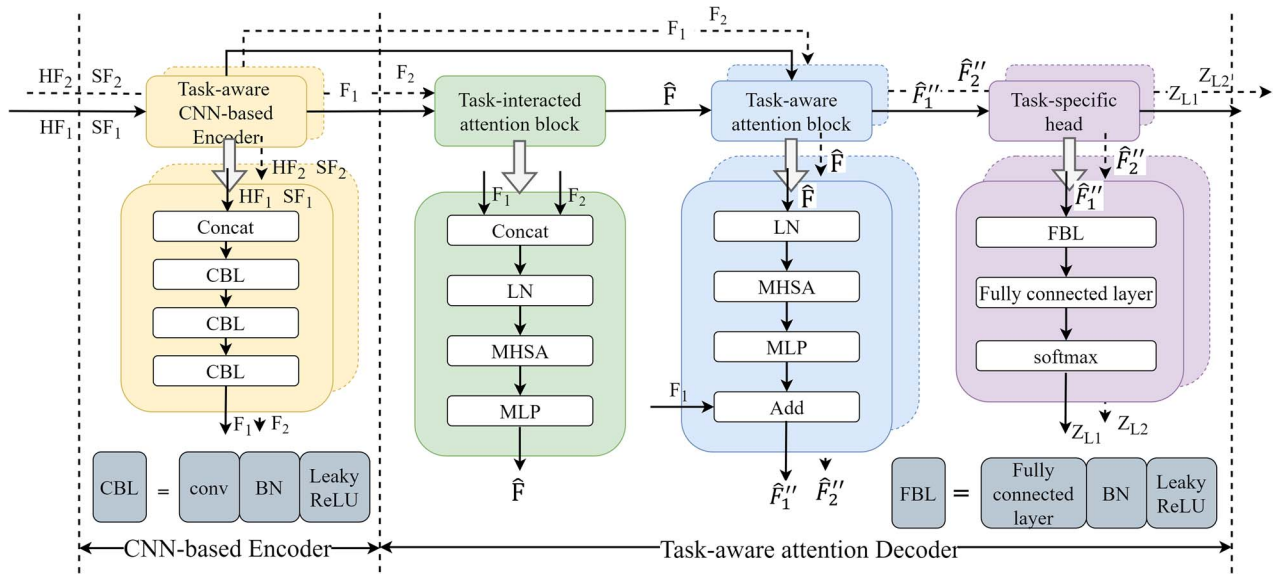 F₁ F₂
HF₂ SF₂
HF₁ SF₁
Task-aware
CNN-based
Encoder
F₁ F₂
Task-interacted
attention block
F̂
Task-aware
attention block
F̂₁′′ F̂₂′′
Task-specific
head
Z_L1 Z_L2
HF₂ SF₂
HF₁ SF₁
Concat
CBL
CBL
CBL
F₁ F₂
F₁ F₂
Concat
LN
MHSA
MLP
F̂
F̂
F̂
LN
MHSA
MLP
F₁
Add
F̂₁′′ F̂₂′′
F̂₂′′
F̂₁′′
FBL
Fully connected layer
softmax
Z_L1 Z_L2
CBL = conv BN Leaky
ReLU
FBL = Fully
connected
layer
BN
Leaky
ReLU
CNN-based Encoder
Task-aware attention Decoder